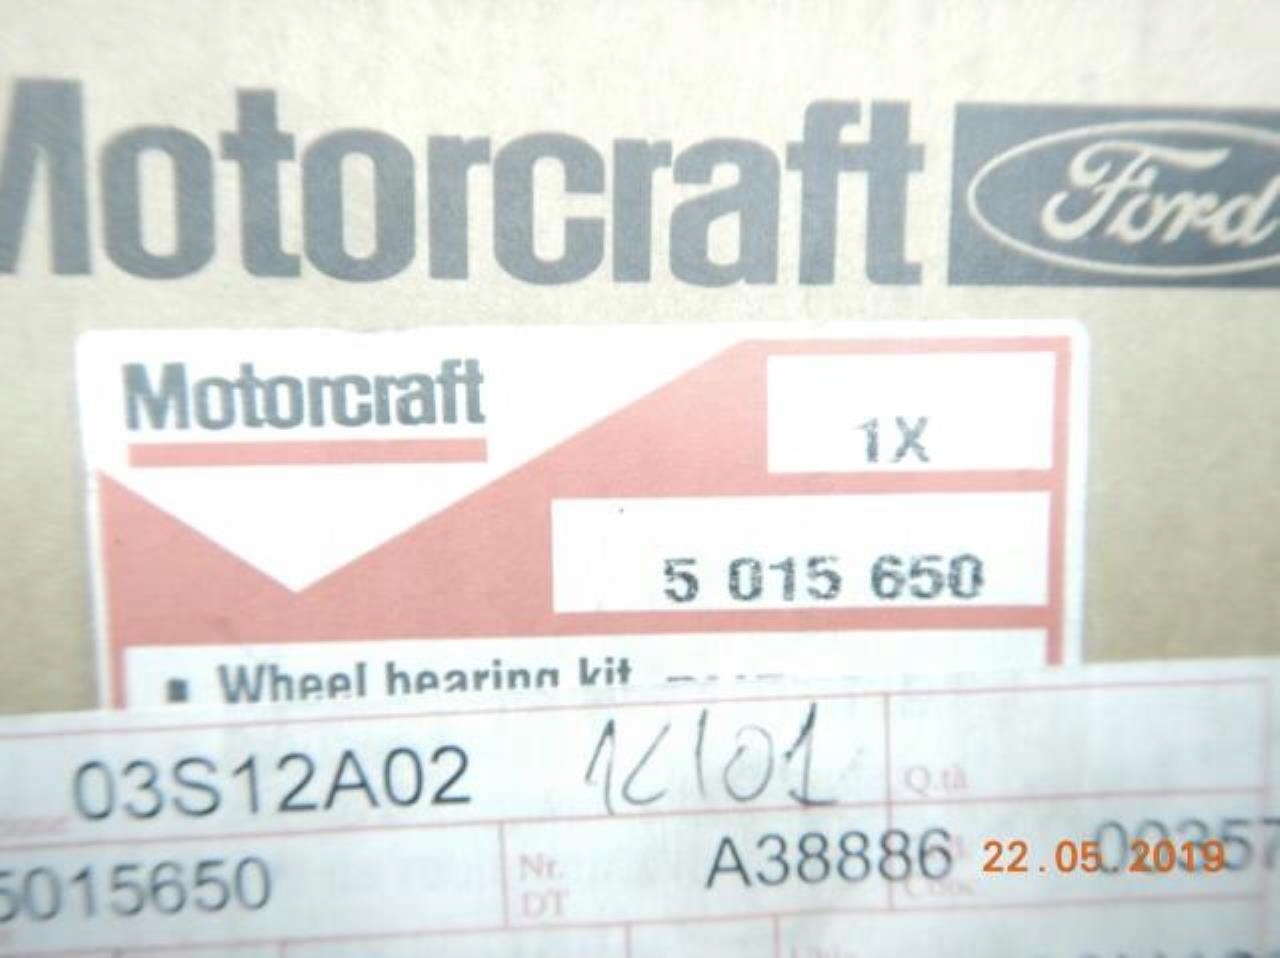 Motorcraft Ford
Motorcraft
1X
5 015 650
▪ Wheel bearing kit
03S12A02
Q.tà
5015650
Nr.
DT
A38886
22.05.2019